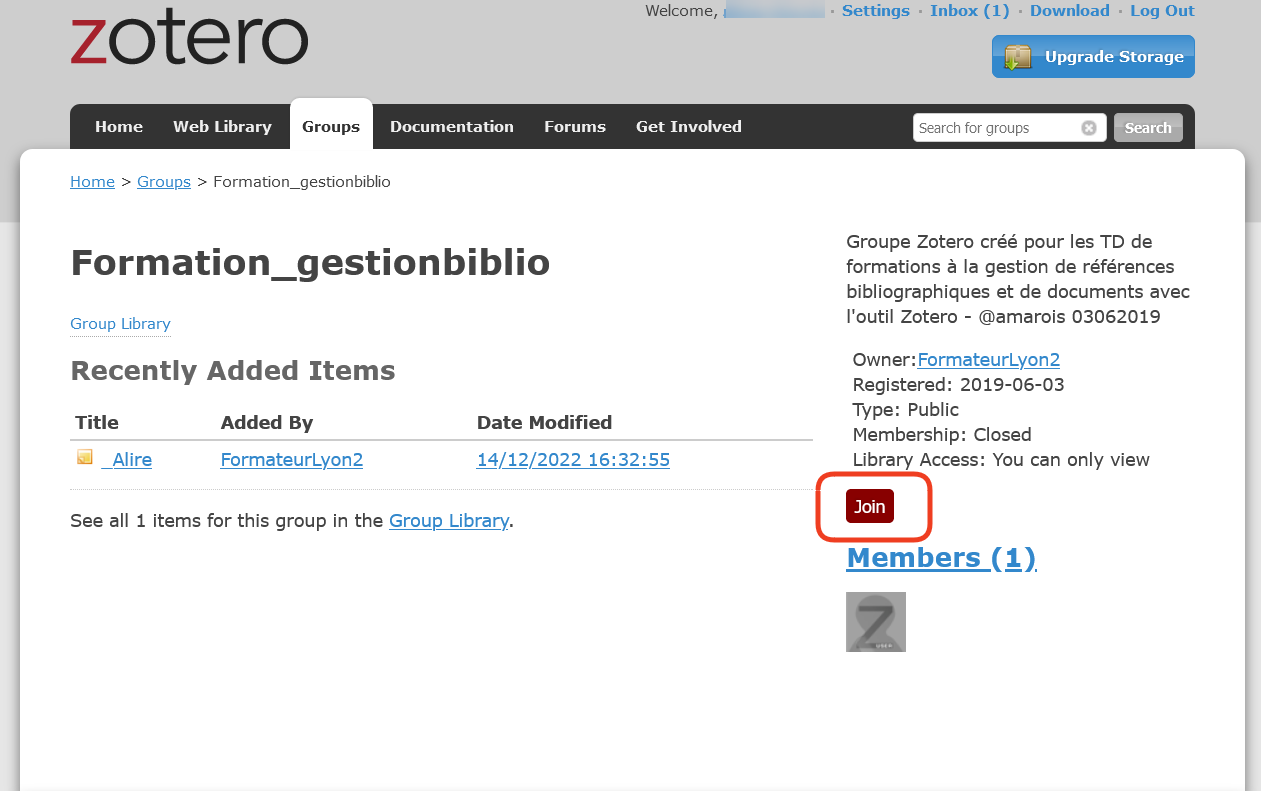 zotero
Welcome, · Settings · Inbox (1) · Download · Log Out
Upgrade Storage
Home Web Library Groups Documentation Forums Get Involved Search for groups Search
Home > Groups > Formation_gestionbiblio
Formation_gestionbiblio
Group Library
Recently Added Items
Title Added By Date Modified
_Alire FormateurLyon2 14/12/2022 16:32:55
See all 1 items for this group in the Group Library.
Groupe Zotero créé pour les TD de
formations à la gestion de références
bibliographiques et de documents avec
l'outil Zotero - @amarois 03062019
Owner:FormateurLyon2
Registered: 2019-06-03
Type: Public
Membership: Closed
Library Access: You can only view
Join
Members (1)
Z